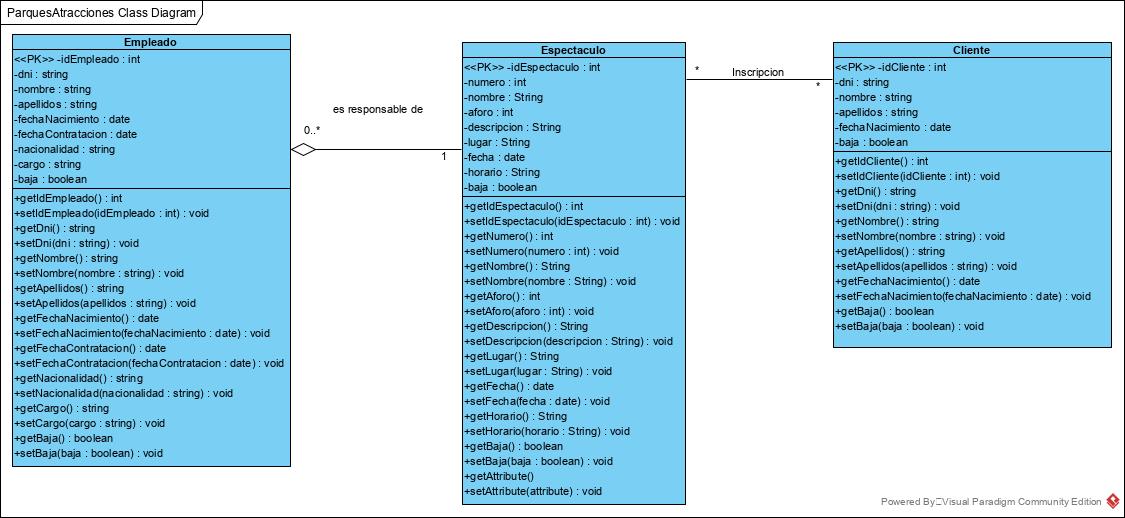 ParquesAtracciones Class Diagram
Empleado
<<PK>> -idEmpleado : int
-dni : string
-nombre : string
-apellidos : string
-fechaNacimiento : date
-fechaContratacion : date
-nacionalidad : string
-cargo : string
-baja : boolean
+getIdEmpleado() : int
+setIdEmpleado(idEmpleado : int) : void
+getDni() : string
+setDni(dni : string) : void
+getNombre() : string
+setNombre(nombre : string) : void
+getApellidos() : string
+setApellidos(apellidos : string) : void
+getFechaNacimiento() : date
+setFechaNacimiento(fechaNacimiento : date) : void
+getFechaContratacion() : date
+setFechaContratacion(fechaContratacion : date) : void
+getNacionalidad() : string
+setNacionalidad(nacionalidad : string) : void
+getCargo() : string
+setCargo(cargo : string) : void
+getBaja() : boolean
+setBaja(baja : boolean) : void
es responsable de
0..*
1
Espectaculo
<<PK>> -idEspectaculo : int
-numero : int
-nombre : String
-aforo : int
-descripcion : String
-lugar : String
-fecha : date
-horario : String
-baja : boolean
+getIdEspectaculo() : int
+setIdEspectaculo(idEspectaculo : int) : void
+getNumero() : int
+setNumero(numero : int) : void
+getNombre() : String
+setNombre(nombre : String) : void
+getAforo() : int
+setAforo(aforo : int) : void
+getDescripcion() : String
+setDescripcion(descripcion : String) : void
+getLugar() : String
+setLugar(lugar : String) : void
+getFecha() : date
+setFecha(fecha : date) : void
+getHorario() : String
+setHorario(horario : String) : void
+getBaja() : boolean
+setBaja(baja : boolean) : void
+getAttribute()
+setAttribute(attribute) : void
*
Inscripcion
*
Cliente
<<PK>> -idCliente : int
-dni : string
-nombre : string
-apellidos : string
-fechaNacimiento : date
-baja : boolean
+getIdCliente() : int
+setIdCliente(idCliente : int) : void
+getDni() : string
+setDni(dni : string) : void
+getNombre() : string
+setNombre(nombre : string) : void
+getApellidos() : string
+setApellidos(apellidos : string) : void
+getFechaNacimiento() : date
+setFechaNacimiento(fechaNacimiento : date) : void
+getBaja() : boolean
+setBaja(baja : boolean) : void
Powered By□Visual Paradigm Community Edition